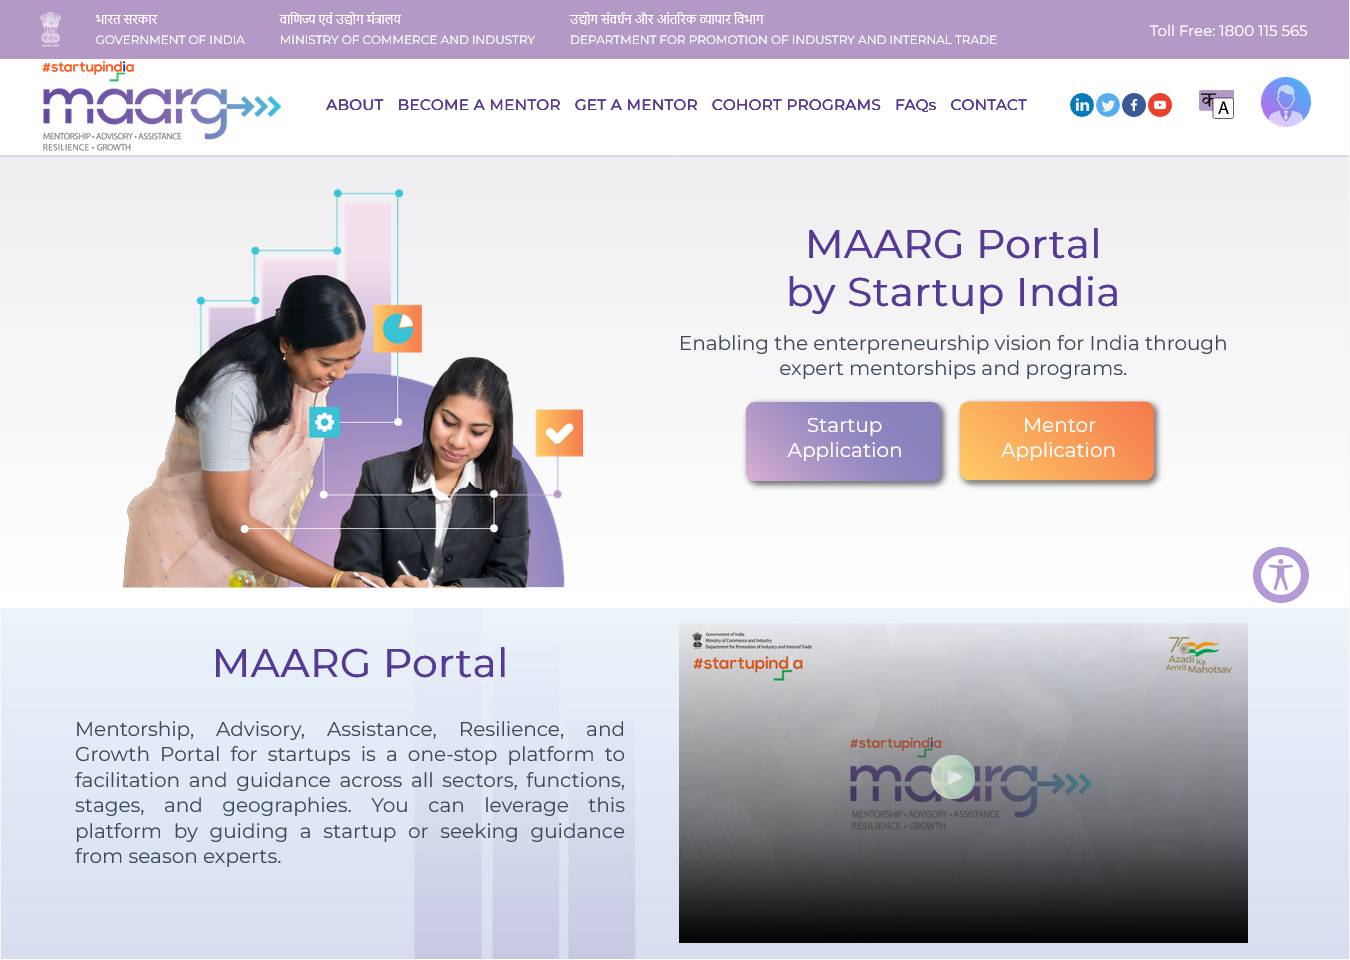 भारत सरकार
GOVERNMENT OF INDIA
वाणिज्य एवं उद्योग मंत्रालय
MINISTRY OF COMMERCE AND INDUSTRY
उद्योग संवर्धन और आंतरिक व्यापार विभाग
DEPARTMENT FOR PROMOTION OF INDUSTRY AND INTERNAL TRADE
Toll Free: 1800 115 565
#startupindia
maarg
MENTORSHIP • ADVISORY • ASSISTANCE
RESILIENCE • GROWTH
ABOUT BECOME A MENTOR GET A MENTOR COHORT PROGRAMS FAQs CONTACT
क A
MAARG Portal
by Startup India
Enabling the enterpreneurship vision for India through
expert mentorships and programs.
Startup
Application
Mentor
Application
MAARG Portal
Mentorship, Advisory, Assistance, Resilience, and
Growth Portal for startups is a one-stop platform to
facilitation and guidance across all sectors, functions,
stages, and geographies. You can leverage this
platform by guiding a startup or seeking guidance
from season experts.
Government of India
Ministry of Commerce and Industry
Department for Promotion of Industry and Internal Trade
#startupindia
75
Azadi Ka
Amrit Mahotsav
#startupindia
maarg
MENTORSHIP • ADVISORY • ASSISTANCE
RESILIENCE • GROWTH